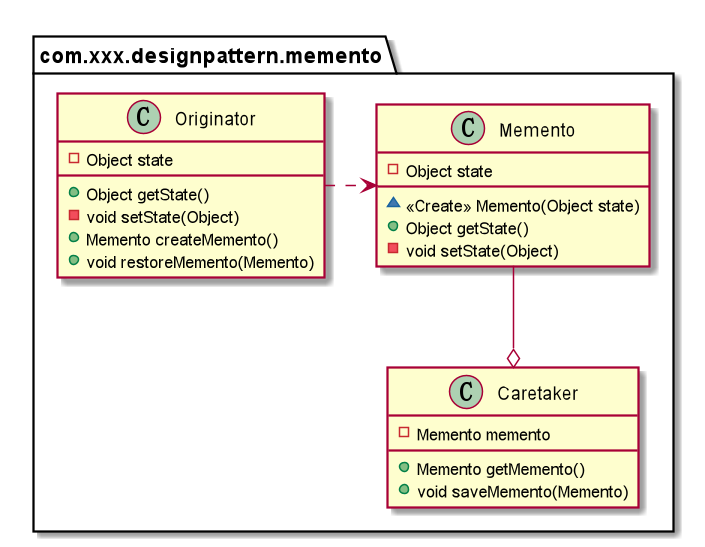 com.xxx.designpattern.memento
C Originator
Object state
Object getState()
void setState(Object)
Memento createMemento()
void restoreMemento(Memento)
C Memento
Object state
«Create» Memento(Object state)
Object getState()
void setState(Object)
C Caretaker
Memento memento
Memento getMemento()
void saveMemento(Memento)